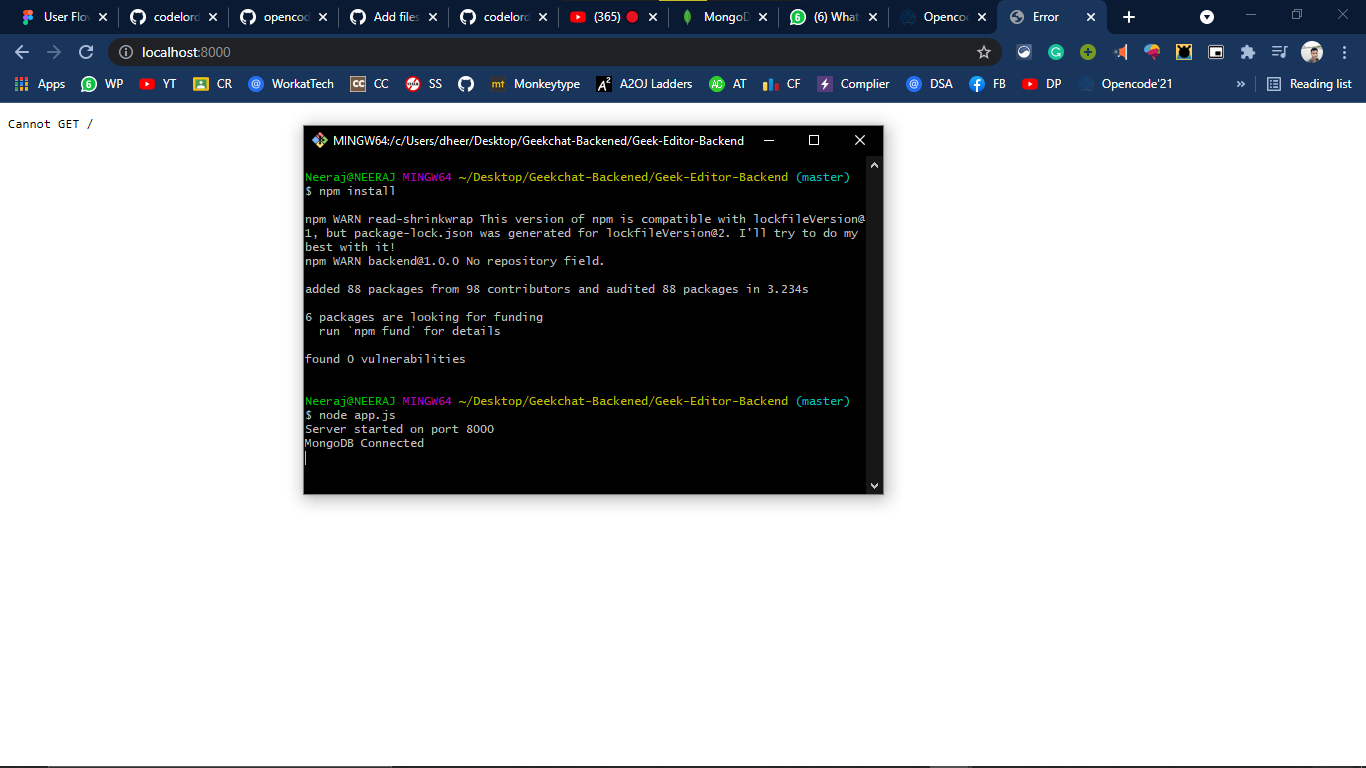 User Flo
codelord
opencod
Add files
codelord
(365)
MongoD
(6) What
Openco
Error
localhost:8000
Apps
WP
YT
CR
WorkatTech
CC
SS
mt Monkeytype
A2OJ Ladders
AT
CF
Complier
DSA
FB
DP
Opencode'21
»
Reading list
Cannot GET /
MINGW64:/c/Users/dheer/Desktop/Geekchat-Backened/Geek-Editor-Backend
Neeraj@NEERAJ MINGW64 ~/Desktop/Geekchat-Backened/Geek-Editor-Backend (master)
$ npm install
npm WARN read-shrinkwrap This version of npm is compatible with lockfileVersion@
1, but package-lock.json was generated for lockfileVersion@2. I'll try to do my
best with it!
npm WARN backend@1.0.0 No repository field.
added 88 packages from 98 contributors and audited 88 packages in 3.234s
6 packages are looking for funding
run `npm fund` for details
found 0 vulnerabilities
Neeraj@NEERAJ MINGW64 ~/Desktop/Geekchat-Backened/Geek-Editor-Backend (master)
$ node app.js
Server started on port 8000
MongoDB Connected